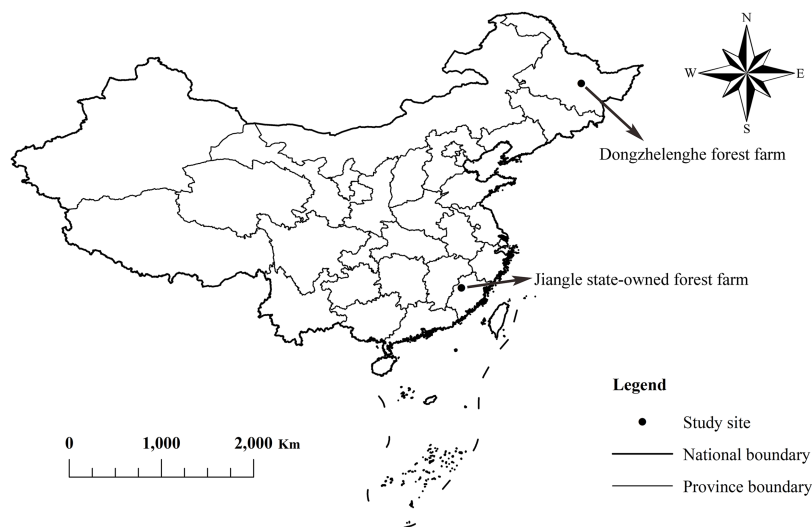 N
W E
S
Dongzhelenghe forest farm
Jiangle state-owned forest farm
Legend
Study site
National boundary
Province boundary
0 1,000 2,000 Km